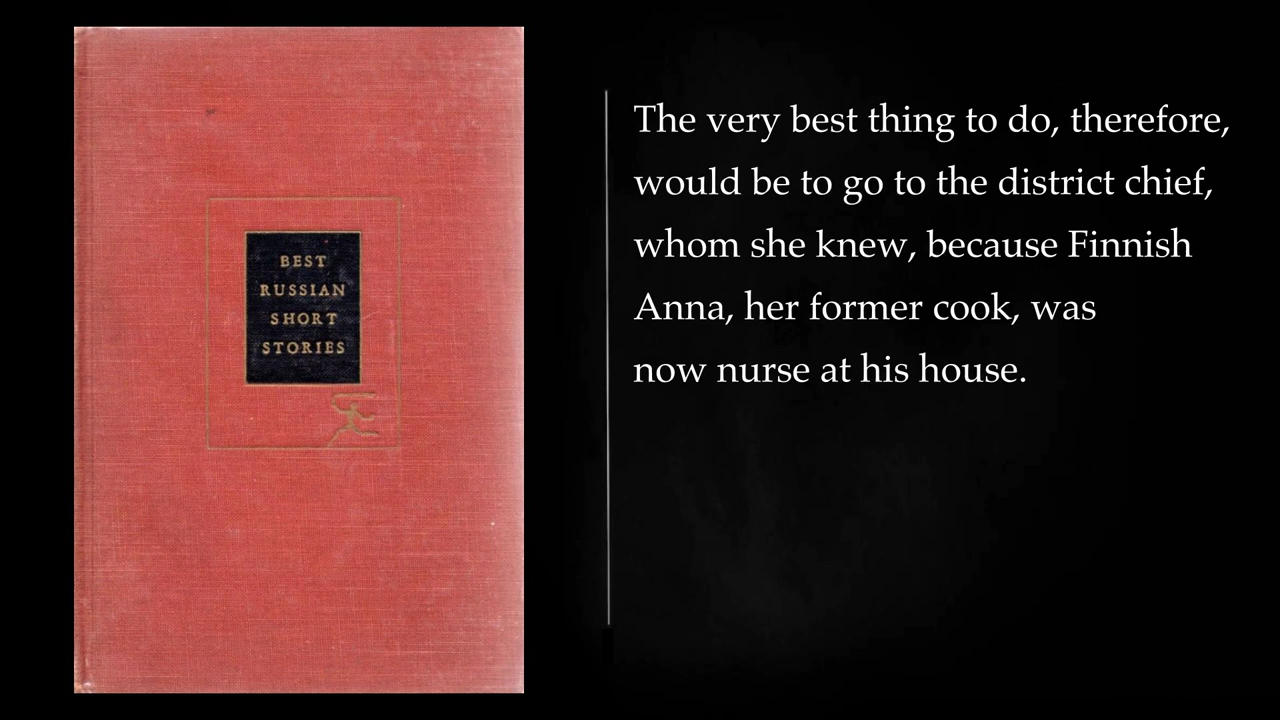 BEST
RUSSIAN
SHORT
STORIES
The very best thing to do, therefore,
would be to go to the district chief,
whom she knew, because Finnish
Anna, her former cook, was
now nurse at his house.